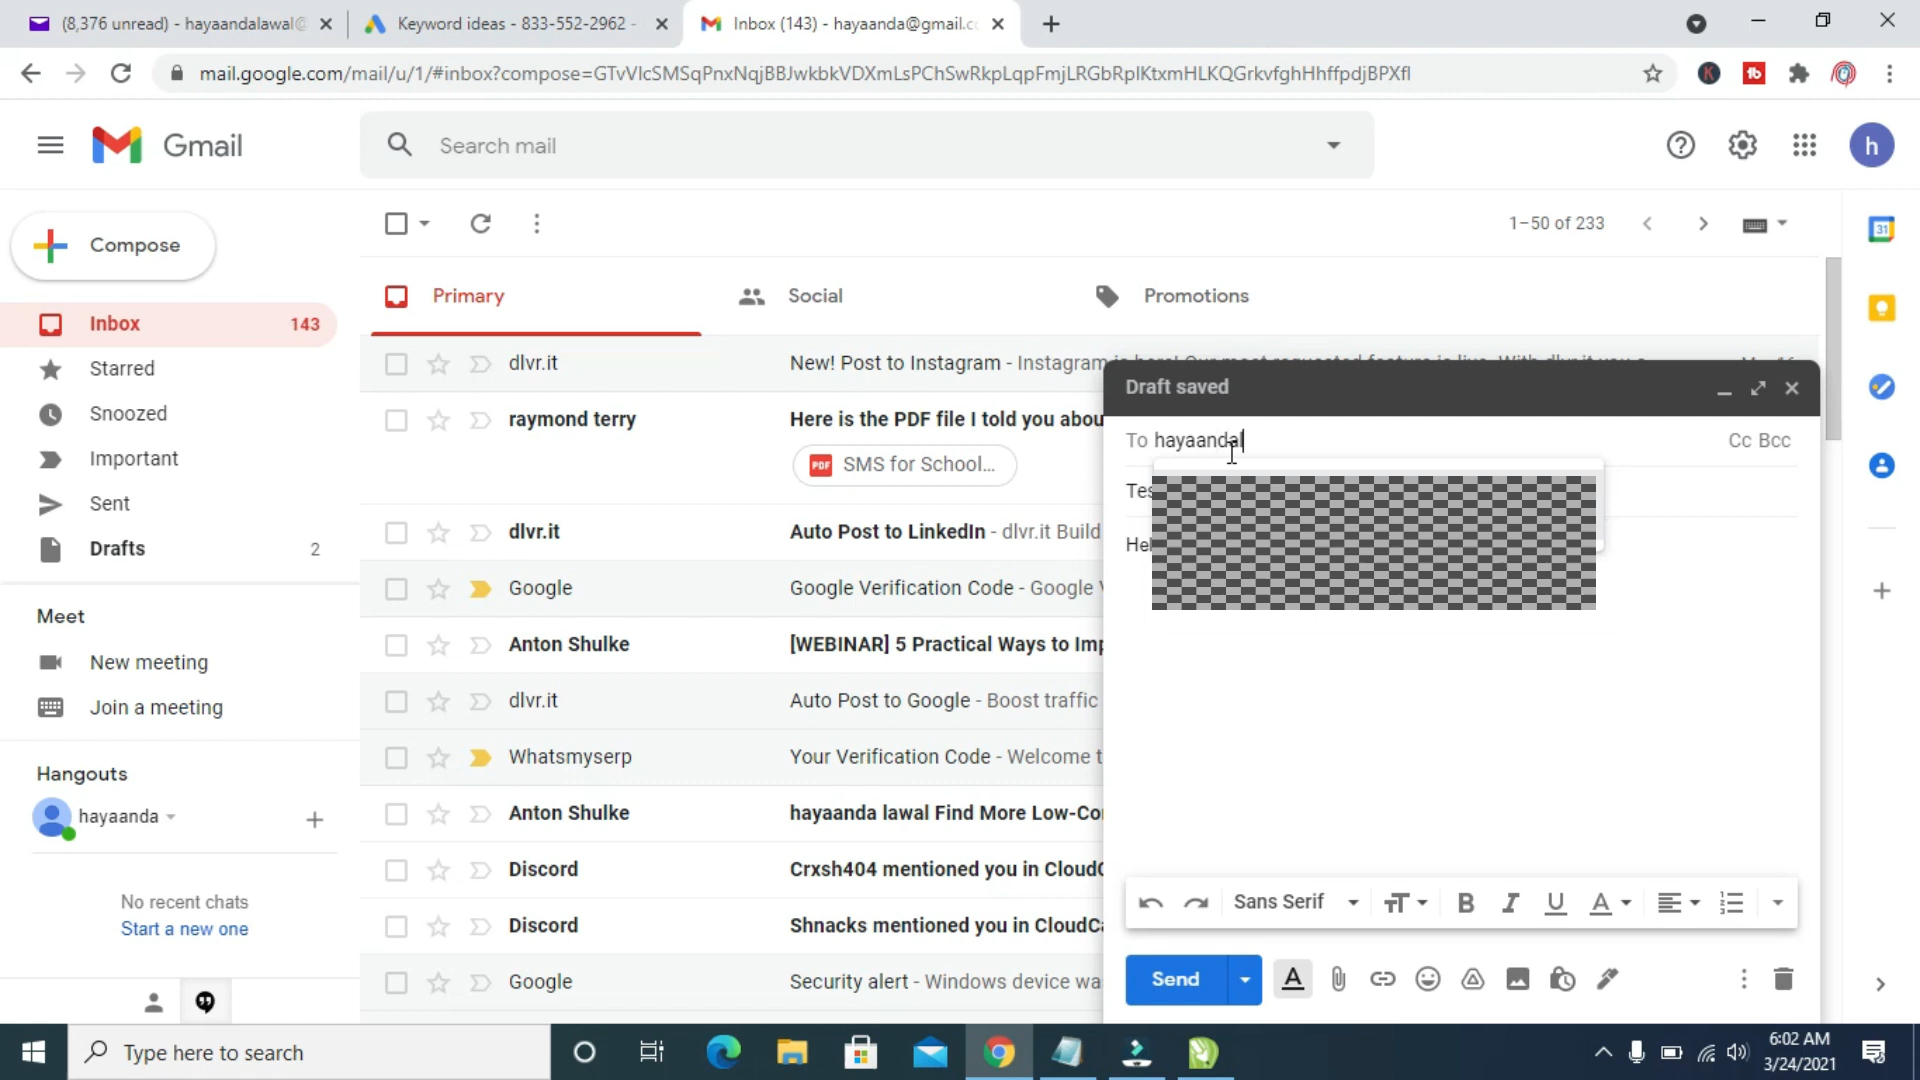 (8,376 unread) - hayaandalawal@
Keyword ideas - 833-552-2962 -
Inbox (143) - hayaanda@gmail.c
mail.google.com/mail/u/1/#inbox?compose=GTvVlcSMSqPnxNqjBBJwkbkVDXmLsPChSwRkpLqpFmjLRGbRplKtxmHLKQGrkvfghHhffpdjBPXfl
Gmail
Search mail
h
Compose
1–50 of 233
31
Primary
Social
Promotions
Inbox 143
Starred
Snoozed
Important
Sent
Drafts 2
Meet
New meeting
Join a meeting
Hangouts
hayaanda
No recent chats
Start a new one
dlvr.it New! Post to Instagram - Instagram
raymond terry Here is the PDF file I told you abou
PDF SMS for School...
dlvr.it Auto Post to LinkedIn - dlvr.it Build
Google Google Verification Code - Google
Anton Shulke [WEBINAR] 5 Practical Ways to Imp
dlvr.it Auto Post to Google - Boost traffic
Whatsmyserp Your Verification Code - Welcome t
Anton Shulke hayaanda lawal Find More Low-Co
Discord Crxsh404 mentioned you in CloudC
Discord Shnacks mentioned you in CloudCa
Google Security alert - Windows device wa
Draft saved
To hayaandal Cc Bcc
Tes
Hel
Sans Serif
Send
Type here to search
6:02 AM
3/24/2021